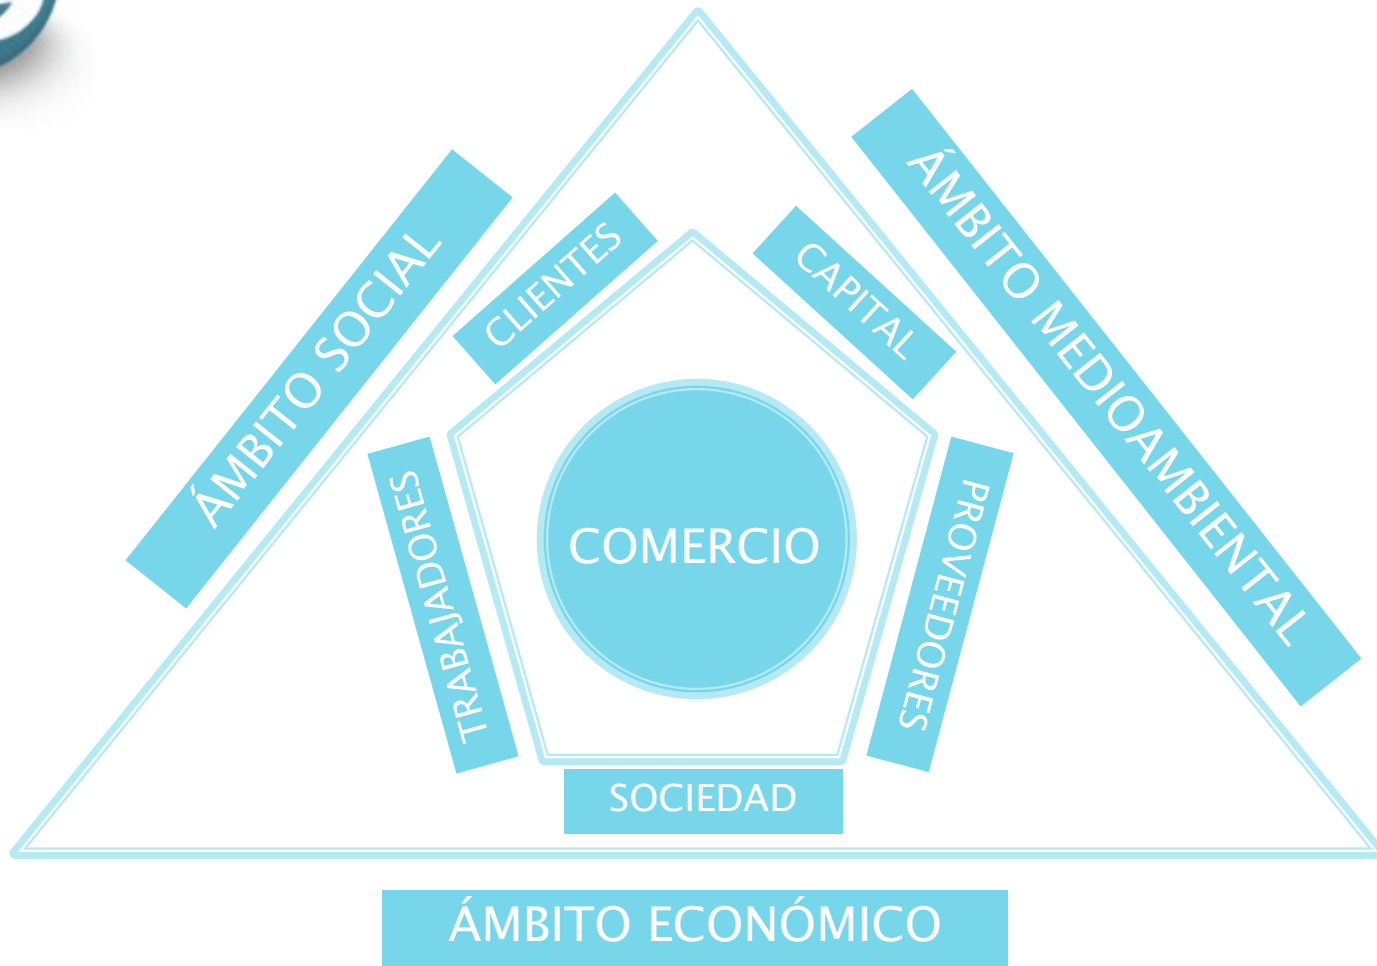 ÁMBITO SOCIAL
ÁMBITO MEDIOAMBIENTAL
CLIENTES
CAPITAL
TRABAJADORES
COMERCIO
PROVEEDORES
SOCIEDAD
ÁMBITO ECONÓMICO